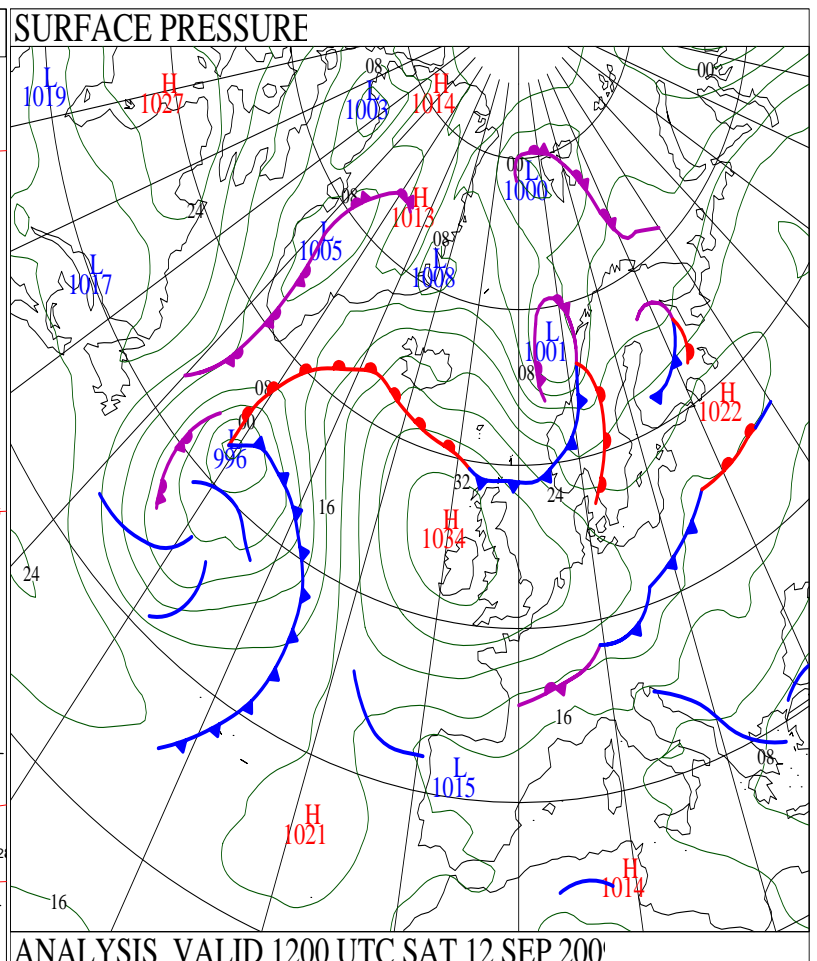 SURFACE PRESSURE
08
00
L
1019
H
1027
L
1003
H
1014
00
L
1000
24
08
H
1013
L
1005
08
L
1008
L
1017
L
1001
08
08
H
1022
00
L
996
32
24
16
H
1034
24
16
08
L
1015
H
1021
H
1014
16
ANALYSIS VALID 1200 UTC SAT 12 SEP 200